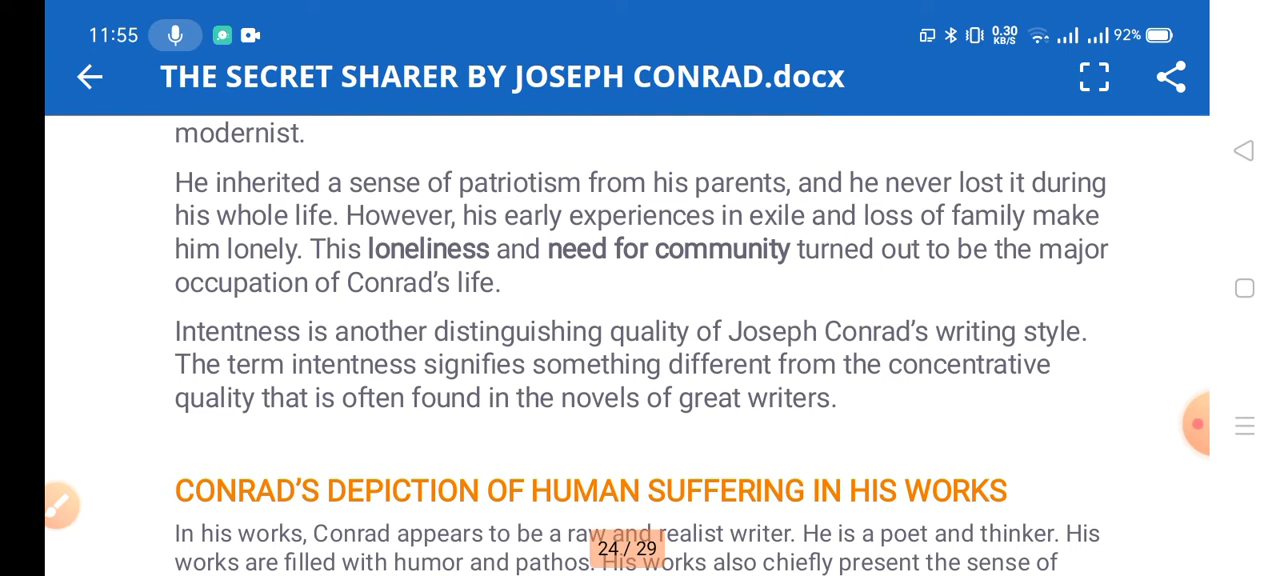 11:55
0.30
KB/S
92%
THE SECRET SHARER BY JOSEPH CONRAD.docx
modernist.
He inherited a sense of patriotism from his parents, and he never lost it during
his whole life. However, his early experiences in exile and loss of family make
him lonely. This loneliness and need for community turned out to be the major
occupation of Conrad’s life.
Intentness is another distinguishing quality of Joseph Conrad’s writing style.
The term intentness signifies something different from the concentrative
quality that is often found in the novels of great writers.
CONRAD’S DEPICTION OF HUMAN SUFFERING IN HIS WORKS
In his works, Conrad appears to be a raw and realist writer. He is a poet and thinker. His
24 / 29
works are filled with humor and pathos. His works also chiefly present the sense of